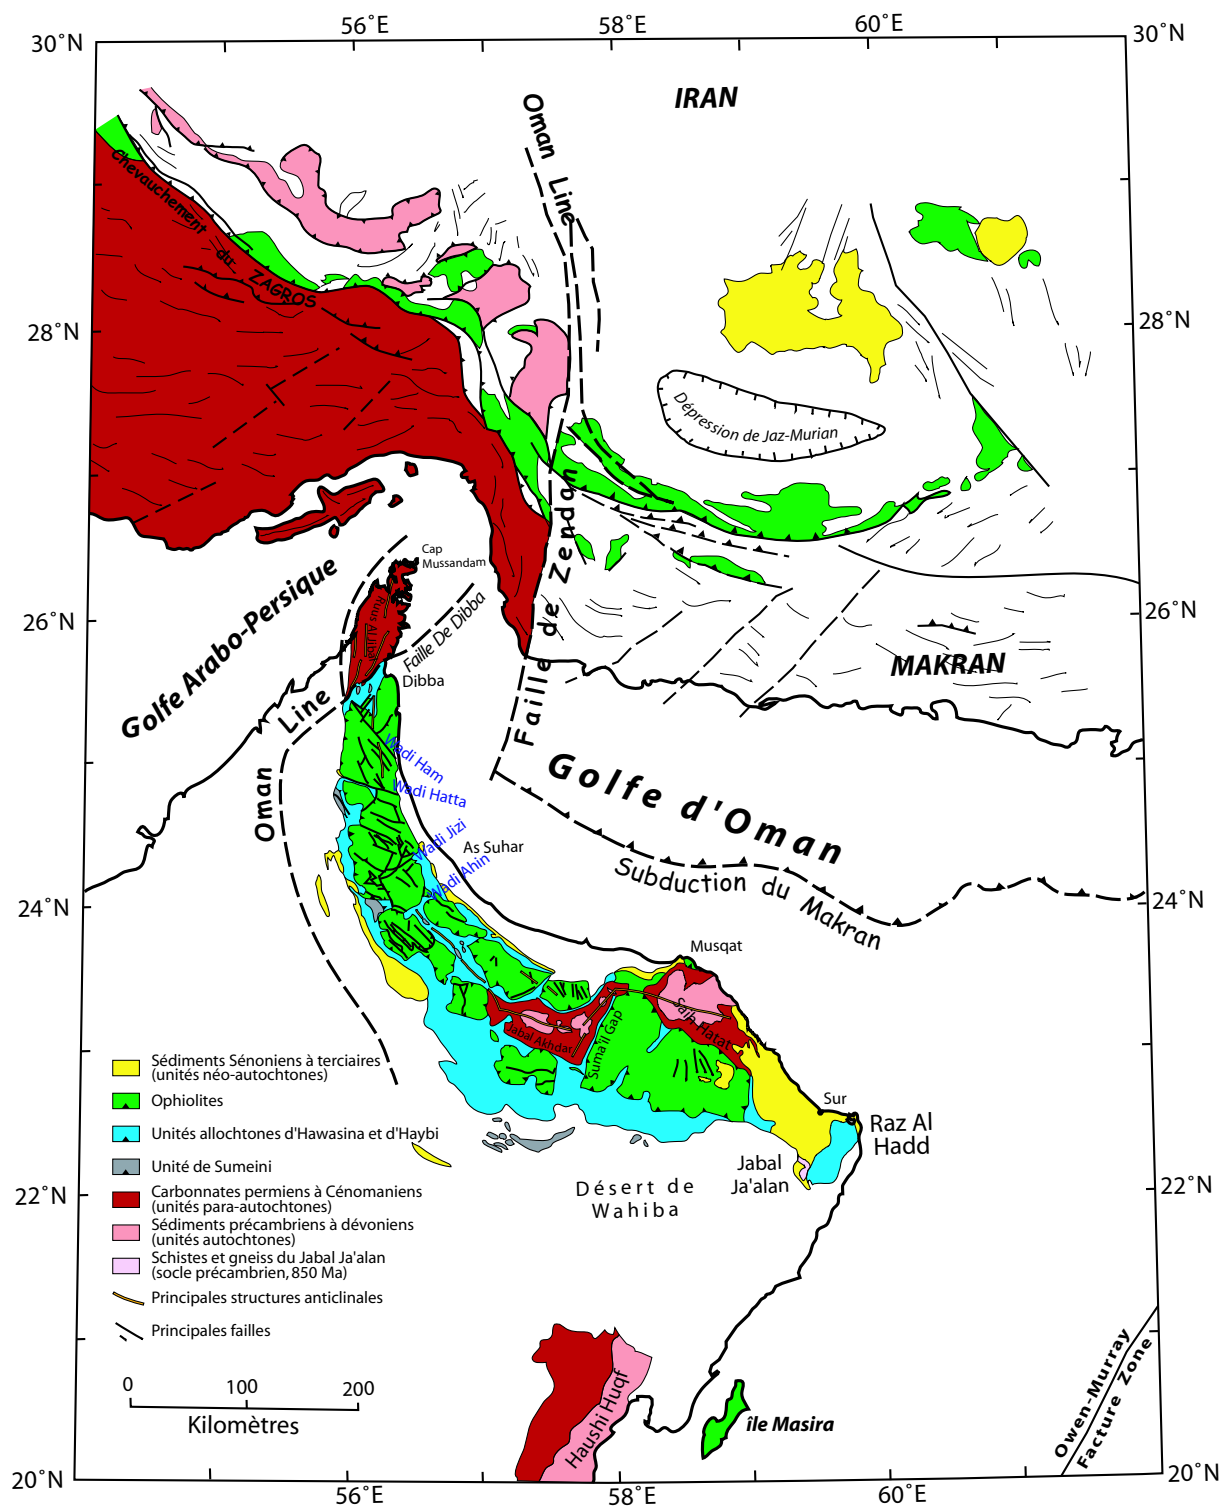 56˚E
58˚E
60˚E
30˚N
30˚N
IRAN
Oman Line
Chevauchement du ZAGROS
28˚N
28˚N
Dépression de Jaz-Murian
Faille de Zendan
Cap
Mussandam
Golfe Arabo-Persique
26˚N
26˚N
Faille De Dibba
Dibba
MAKRAN
Oman Line
Wadi Ham
Wadi Hatta
Golfe d'Oman
Wadi Jizi
As Suhar
Wadi Ahin
Subduction du Makran
24˚N
24˚N
Musqat
Saih Hatat
Jabal Akhdar
Suma'il Gap
Sur
Raz Al
Hadd
Jabal
Ja'alan
Désert de
Wahiba
22˚N
22˚N
Sédiments Sénoniens à terciaires
(unités néo-autochtones)
Ophiolites
Unités allochtones d'Hawasina et d'Haybi
Unité de Sumeini
Carbonnates permiens à Cénomaniens
(unités para-autochtones)
Sédiments précambriens à dévoniens
(unités autochtones)
Schistes et gneiss du Jabal Ja'alan
(socle précambrien, 850 Ma)
Principales structures anticlinales
Principales failles
0
100
200
Kilomètres
Haushi Huqf
île Masira
Owen-Murray
Facture Zone
20˚N
20˚N
56˚E
58˚E
60˚E